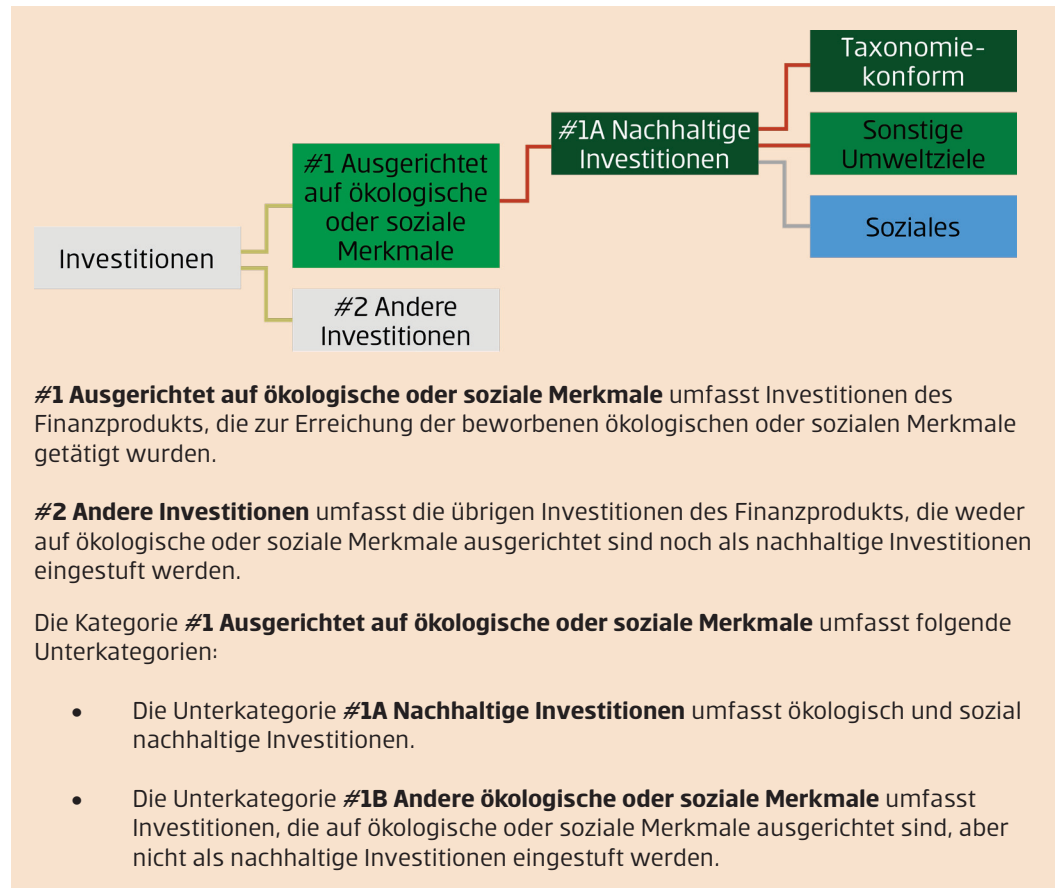 Taxonomie-
konform
#1A Nachhaltige
Investitionen
Sonstige
Umweltziele
#1 Ausgerichtet
auf ökologische
oder soziale
Merkmale
Soziales
Investitionen
#2 Andere
Investitionen
#1 Ausgerichtet auf ökologische oder soziale Merkmale umfasst Investitionen des
Finanzprodukts, die zur Erreichung der beworbenen ökologischen oder sozialen Merkmale
getätigt wurden.
#2 Andere Investitionen umfasst die übrigen Investitionen des Finanzprodukts, die weder
auf ökologische oder soziale Merkmale ausgerichtet sind noch als nachhaltige Investitionen
eingestuft werden.
Die Kategorie #1 Ausgerichtet auf ökologische oder soziale Merkmale umfasst folgende
Unterkategorien:
• Die Unterkategorie #1A Nachhaltige Investitionen umfasst ökologisch und sozial
nachhaltige Investitionen.
• Die Unterkategorie #1B Andere ökologische oder soziale Merkmale umfasst
Investitionen, die auf ökologische oder soziale Merkmale ausgerichtet sind, aber
nicht als nachhaltige Investitionen eingestuft werden.